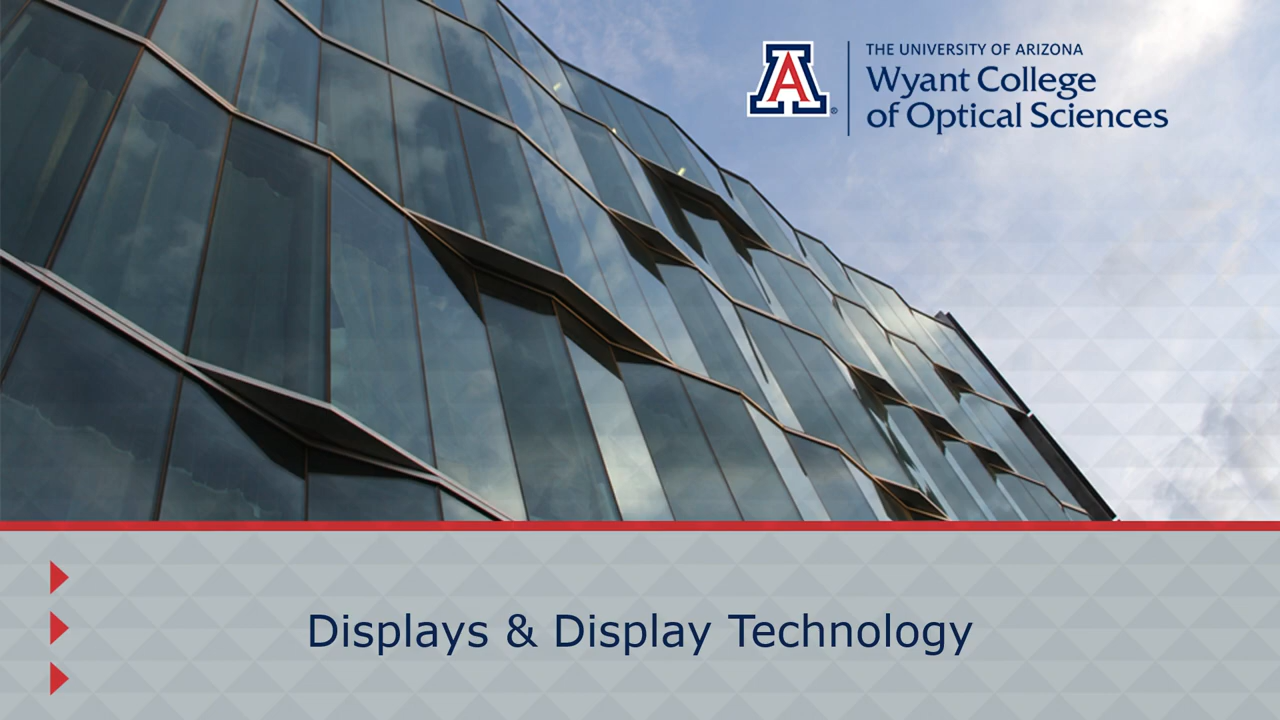 THE UNIVERSITY OF ARIZONA
Wyant College
of Optical Sciences
A
®
Displays & Display Technology